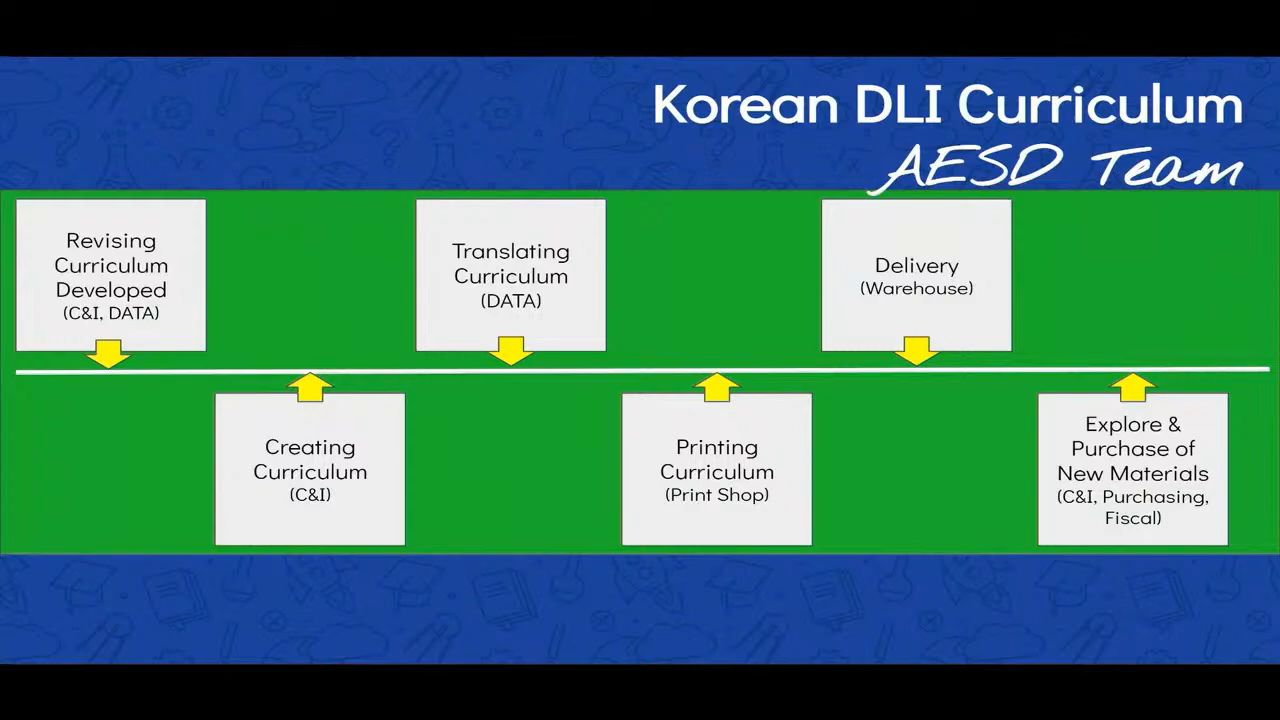 Korean DLI Curriculum
AESD Team
Revising
Curriculum
Developed
(C&I, DATA)
Creating
Curriculum
(C&I)
Translating
Curriculum
(DATA)
Printing
Curriculum
(Print Shop)
Delivery
(Warehouse)
Explore &
Purchase of
New Materials
(C&I, Purchasing,
Fiscal)